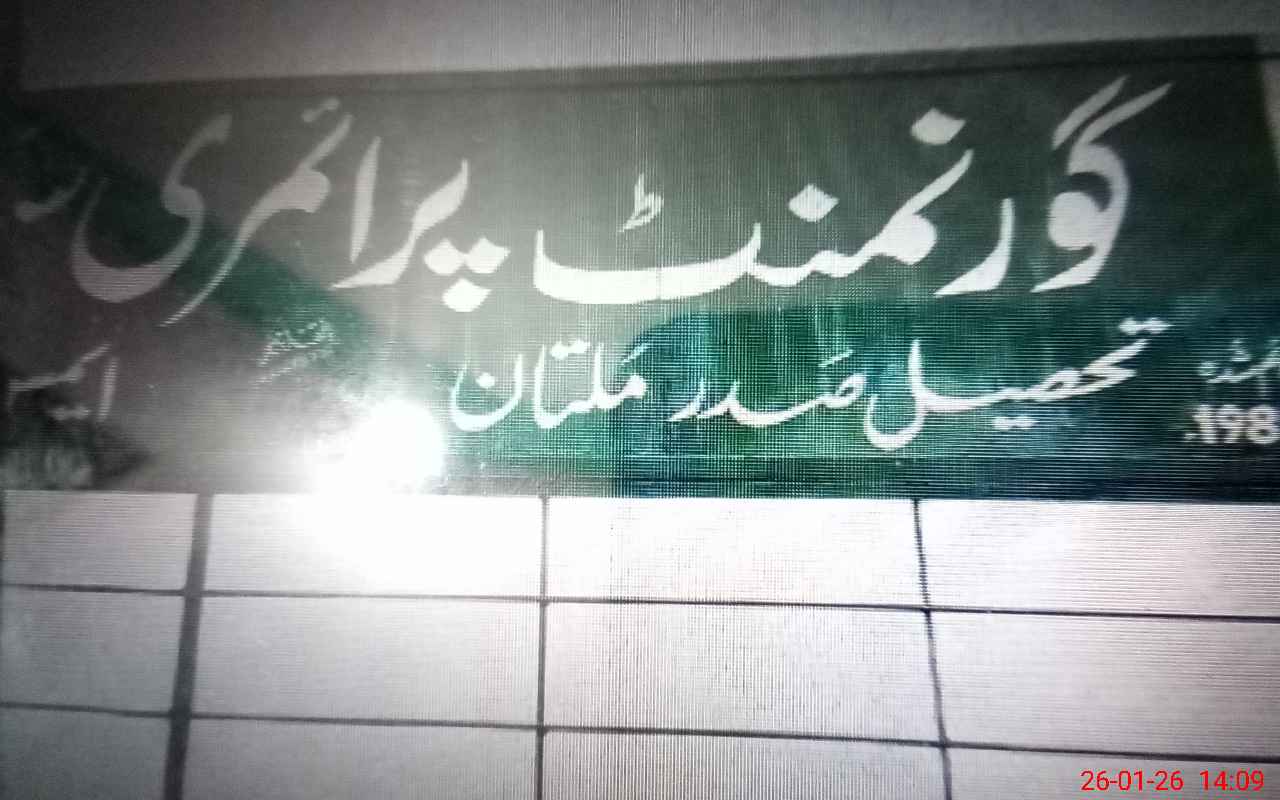 گورنمنٹ پرائمری
تحصیل صدر ملتان
198
26-01-26 14:09